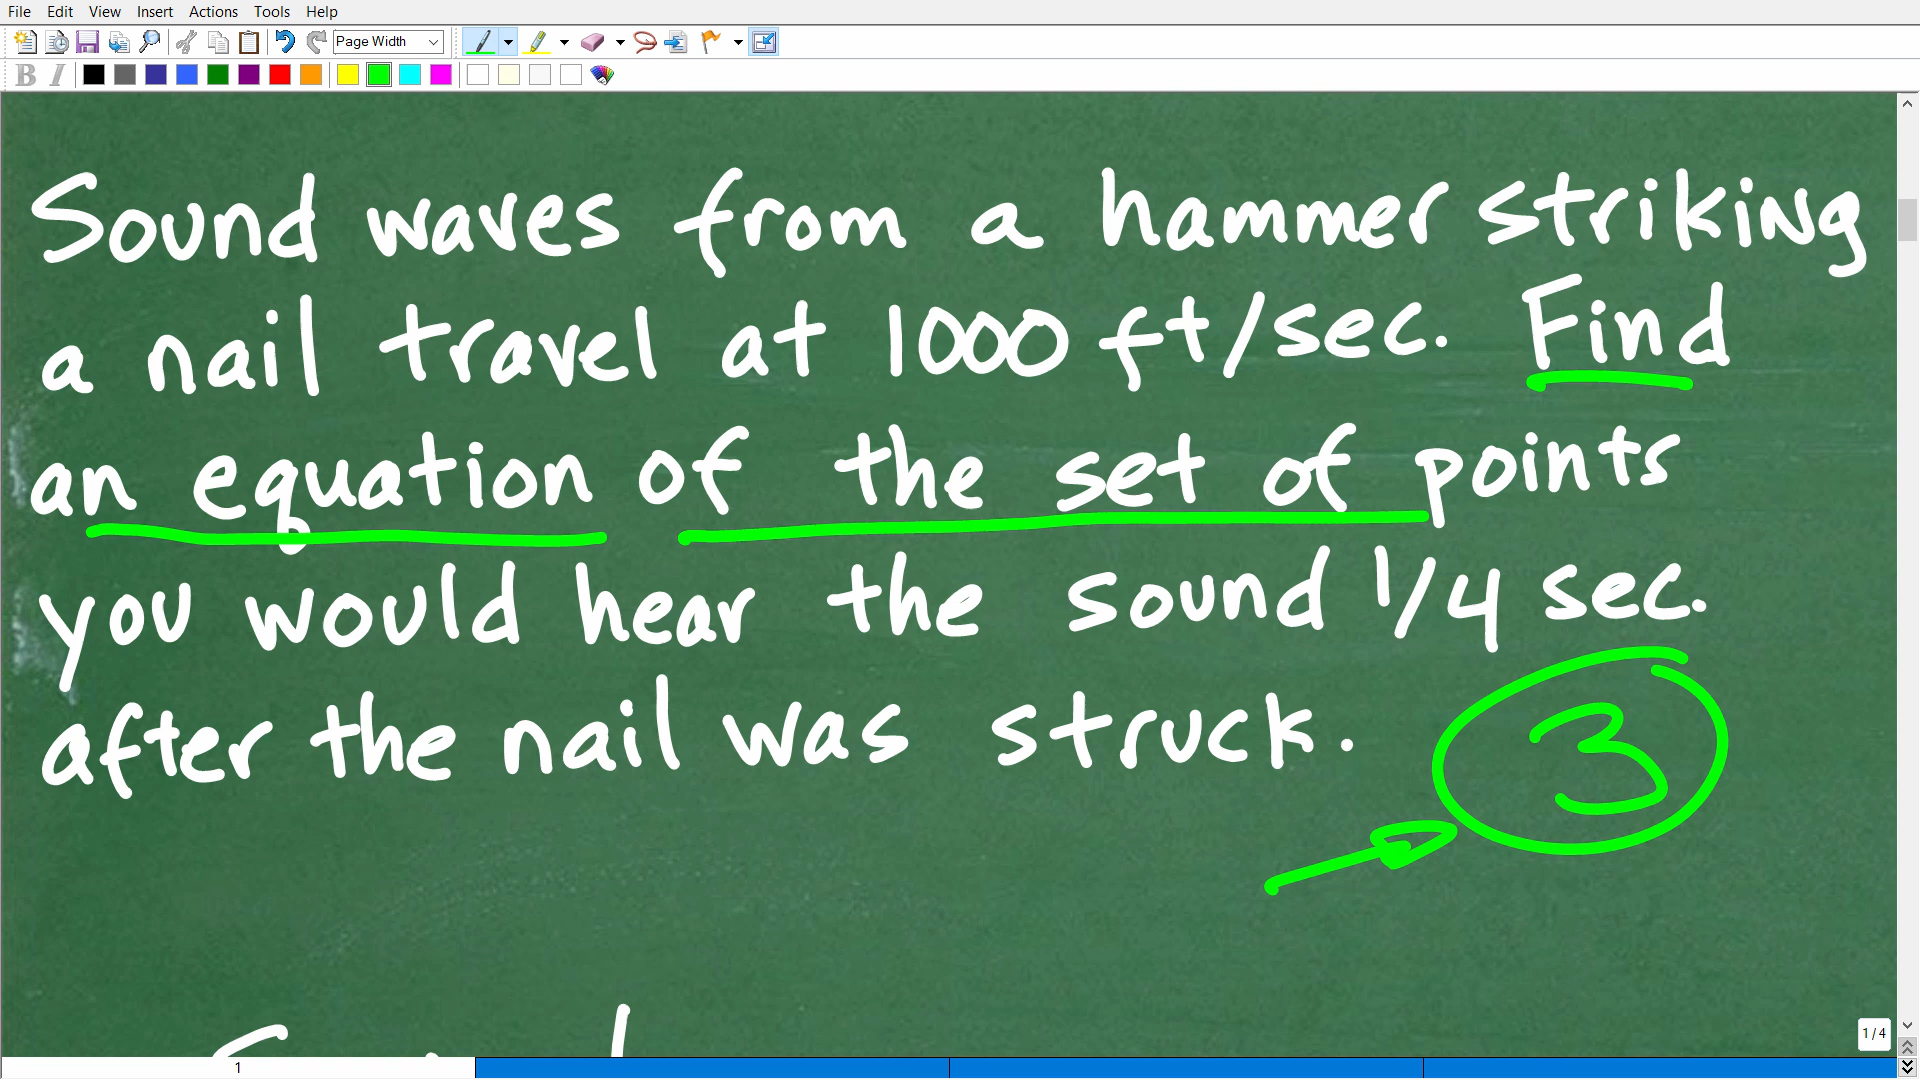 File Edit View Insert Actions Tools Help
Page Width
B I
Sound waves from a hammer striking
a nail travel at 1000 ft/sec. Find
an equation of the set of points
you would hear the sound 1/4 sec.
after the nail was struck.
3
1 / 4
1